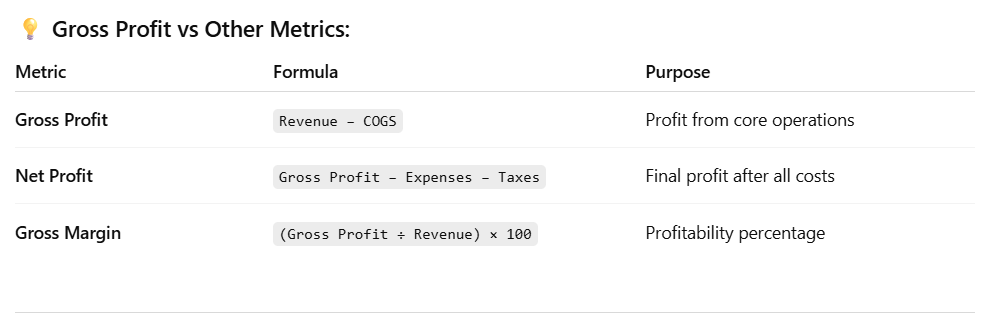 💡 Gross Profit vs Other Metrics:
Metric Formula Purpose
Gross Profit Revenue – COGS Profit from core operations
Net Profit Gross Profit – Expenses – Taxes Final profit after all costs
Gross Margin (Gross Profit ÷ Revenue) × 100 Profitability percentage